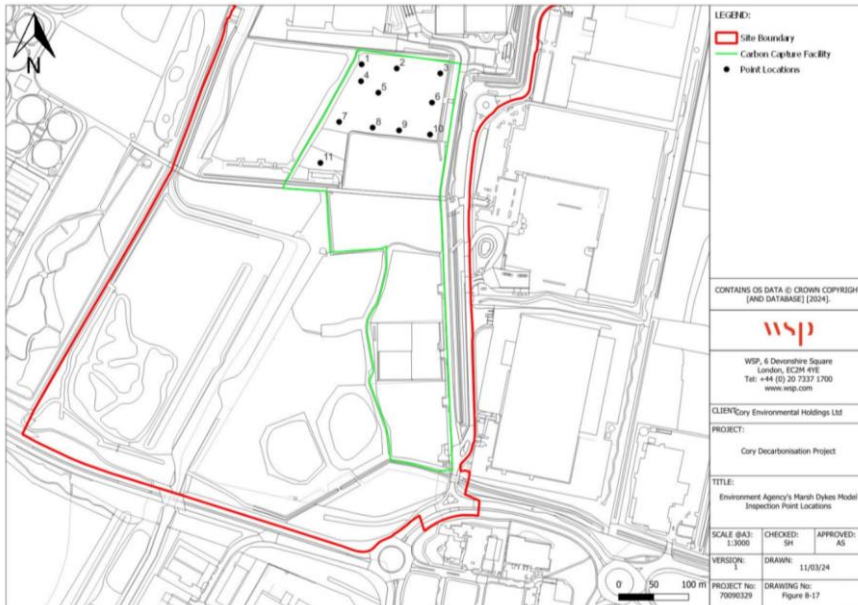 N
1
2
3
4
5
6
7
8
9
10
11
0 50 100 m
LEGEND:
Site Boundary
Carbon Capture Facility
Point Locations
CONTAINS OS DATA © CROWN COPYRIGH
[AND DATABASE] [2024].
wsp
WSP, 6 Devonshire Square
London, EC2M 4YE
Tel: +44 (0) 20 7337 1700
www.wsp.com
CLIENT:Cory Environmental Holdings Ltd
PROJECT:
Cory Decarbonisation Project
TITLE:
Environment Agency's Marsh Dykes Model
Inspection Point Locations
SCALE @A3: CHECKED: APPROVED:
1:3000 SH AS
VERSION: DRAWN:
1 11/03/24
PROJECT No: DRAWING No:
70090329 Figure 8-17